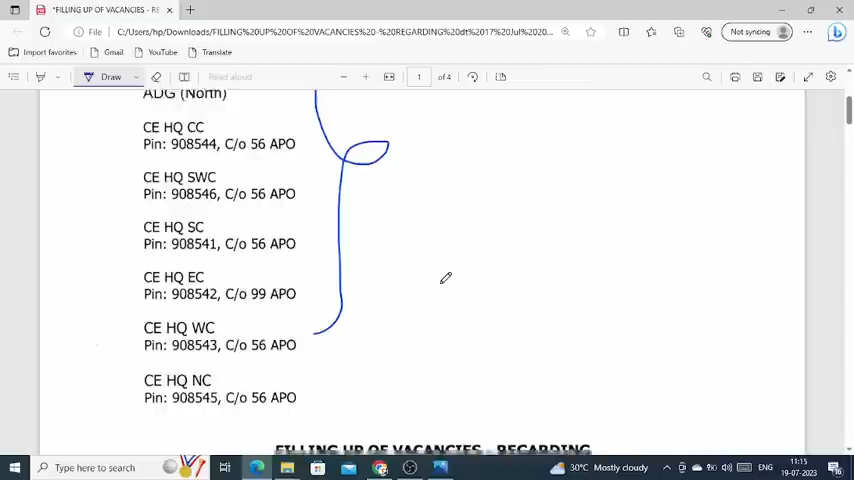 *FILLING UP OF VACANCIES - REGAR
File
C:/Users/hp/Downloads/FILLING%20UP%20OF%20VACANCIES%20-%20REGARDING%20dt%2017%20Jul%2020...
Not syncing
Import favorites
Gmail
YouTube
Translate
Draw
Read aloud
1
of 4
ADG (North)
CE HQ CC
Pin: 908544, C/o 56 APO
CE HQ SWC
Pin: 908546, C/o 56 APO
CE HQ SC
Pin: 908541, C/o 56 APO
CE HQ EC
Pin: 908542, C/o 99 APO
CE HQ WC
Pin: 908543, C/o 56 APO
CE HQ NC
Pin: 908545, C/o 56 APO
FILLING UP OF VACANCIES - REGARDING
Type here to search
30°C Mostly cloudy
ENG
11:15
19-07-2023
16